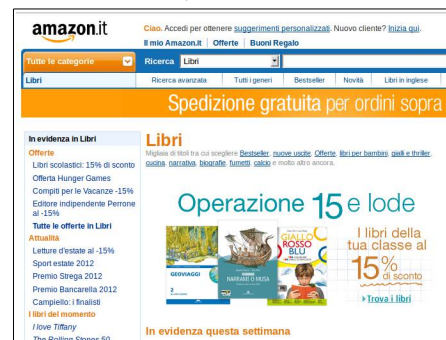 amazon.it
Ciao. Accedi per ottenere suggerimenti personalizzati. Nuovo cliente? Inizia qui.
Il mio Amazon.it Offerte Buoni Regalo
Tutte le categorie
Ricerca Libri
Libri
Ricerca avanzata Tutti i generi Bestseller Novità Libri in inglese
Spedizione gratuita per ordini sopra
In evidenza in Libri
Offerte
Libri scolastici: 15% di sconto
Offerta Hunger Games
Compiti per le Vacanze -15%
Editore indipendente Perrone
al -15%
Tutte le offerte in Libri
Attualità
Letture d'estate al -15%
Sport estate 2012
Premio Strega 2012
Premio Bancarella 2012
Campiello: i finalisti
I libri del momento
I love Tiffany
The Rolling Stones 50
Libri
Migliaia di titoli tra cui scegliere Bestseller, nuove uscite, Offerte, libri per bambini, gialli e thriller,
cucina, narrativa, biografie, fumetti, calcio e molto altro ancora.
Operazione 15 e lode
GEOVIAGGI
2
NARRAMI O MUSA
GIALLO
ROSSO
BLU
I libri della
tua classe al
15%
di sconto
Trova i libri
In evidenza questa settimana